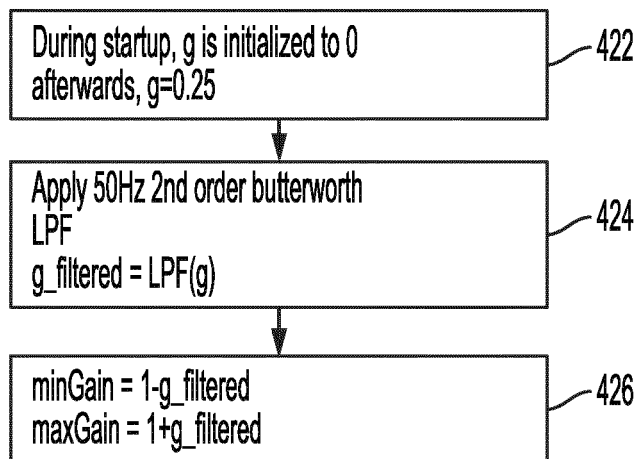 During startup, g is initialized to 0
afterwards, g=0.25
422
Apply 50Hz 2nd order butterworth
LPF
g_filtered = LPF(g)
424
minGain = 1-g_filtered
maxGain = 1+g_filtered
426